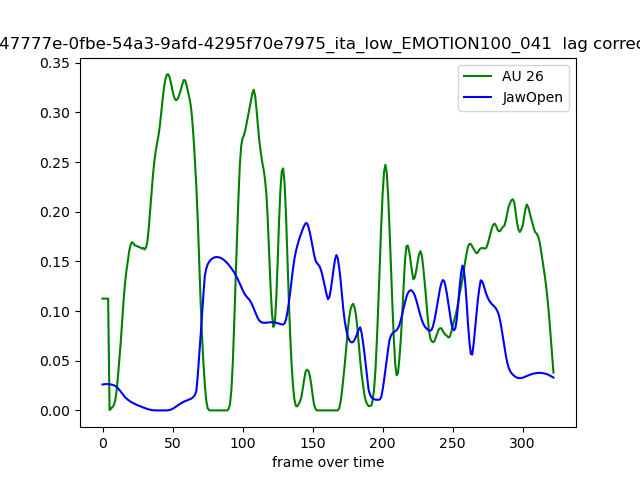 47777e-0fbe-54a3-9afd-4295f70e7975_ita_low_EMOTION100_041 lag correc
0.35
0.30
0.25
0.20
0.15
0.10
0.05
0.00
AU 26
JawOpen
0 50 100 150 200 250 300
frame over time